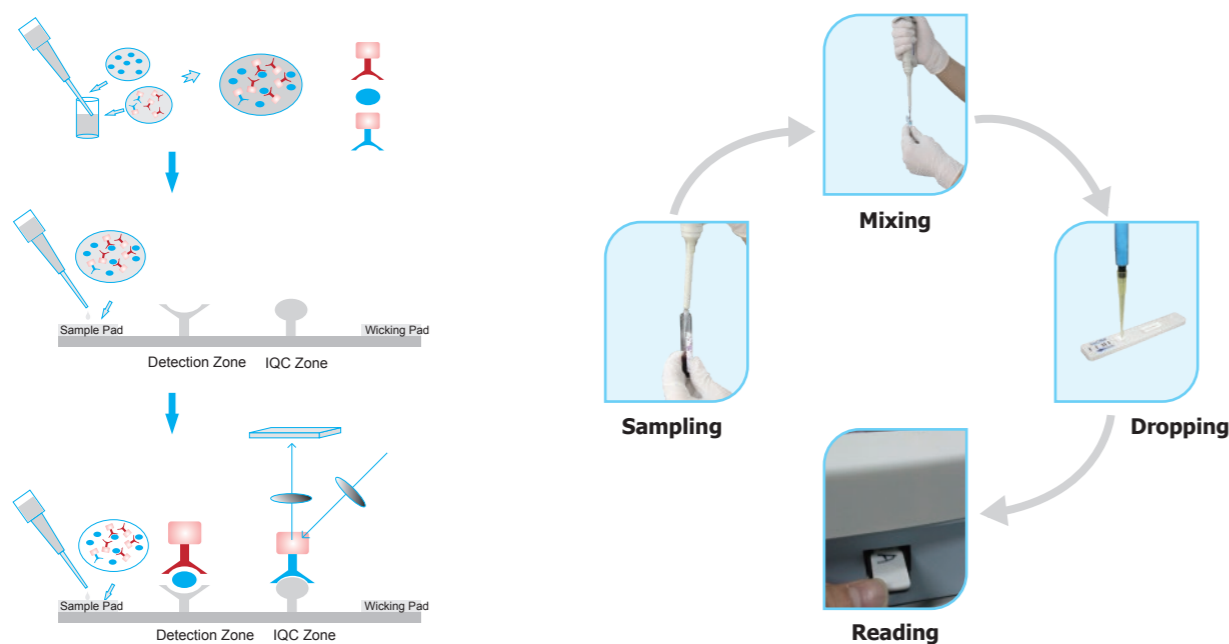 Sample Pad
Wicking Pad
Detection Zone
IQC Zone
Sample Pad
Wicking Pad
Detection Zone
IQC Zone
Mixing
Sampling
Dropping
Reading
A